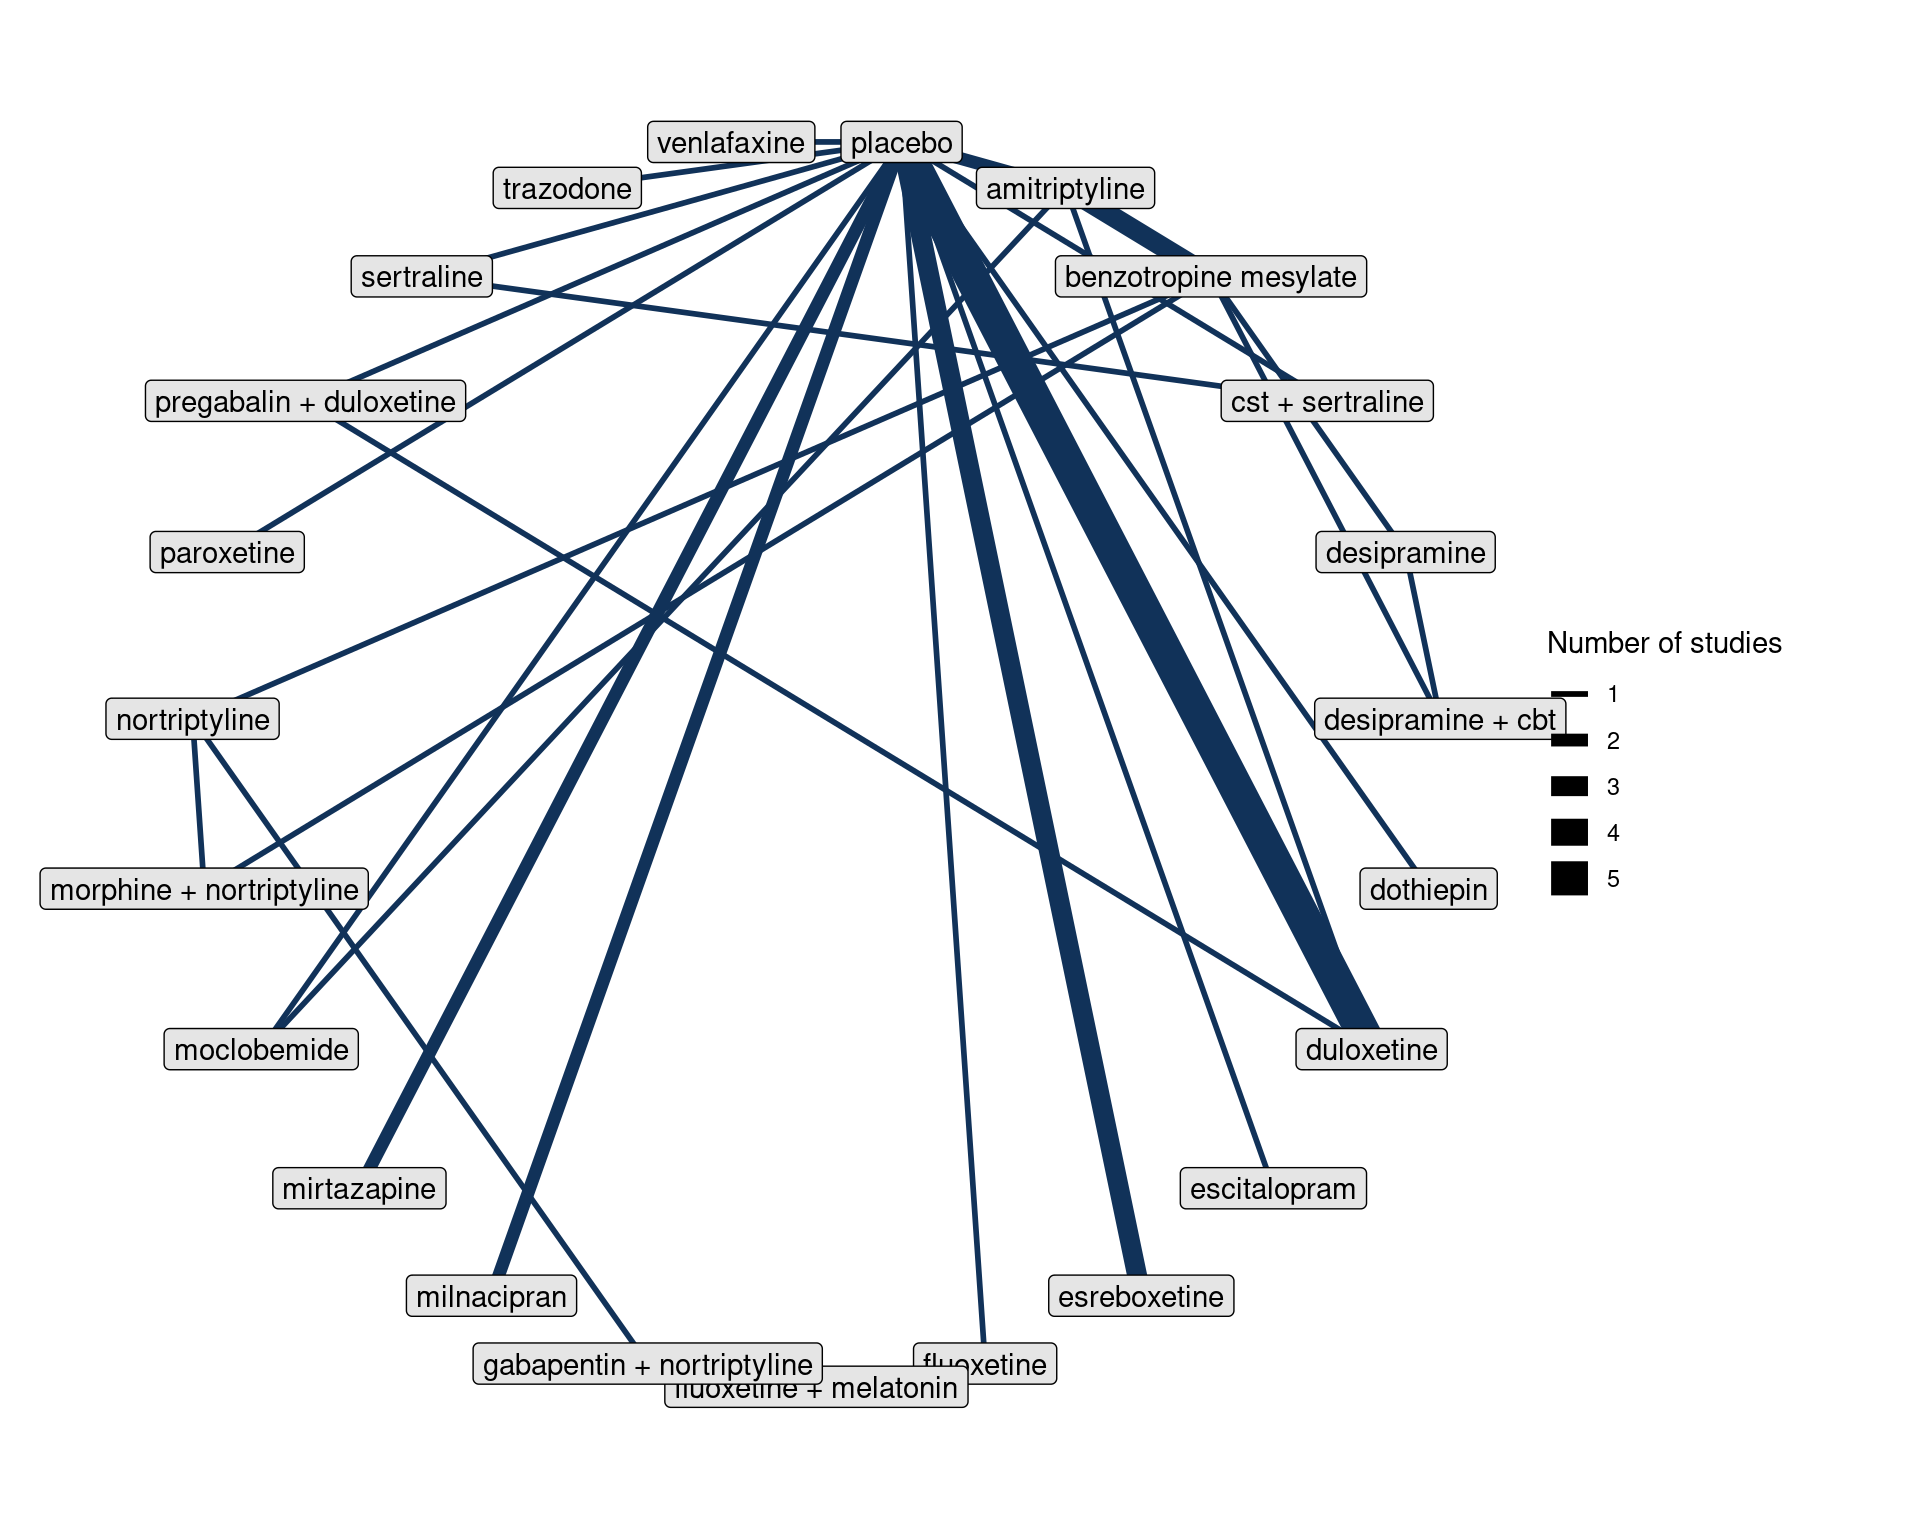 venlafaxine
placebo
trazodone
amitriptyline
sertraline
benzotropine mesylate
pregabalin + duloxetine
cst + sertraline
paroxetine
desipramine
Number of studies
nortriptyline
desipramine + cbt
1
2
3
4
5
morphine + nortriptyline
dothiepin
moclobemide
duloxetine
mirtazapine
escitalopram
milnacipran
esreboxetine
gabapentin + nortriptyline
fluoxetine
fluoxetine + melatonin